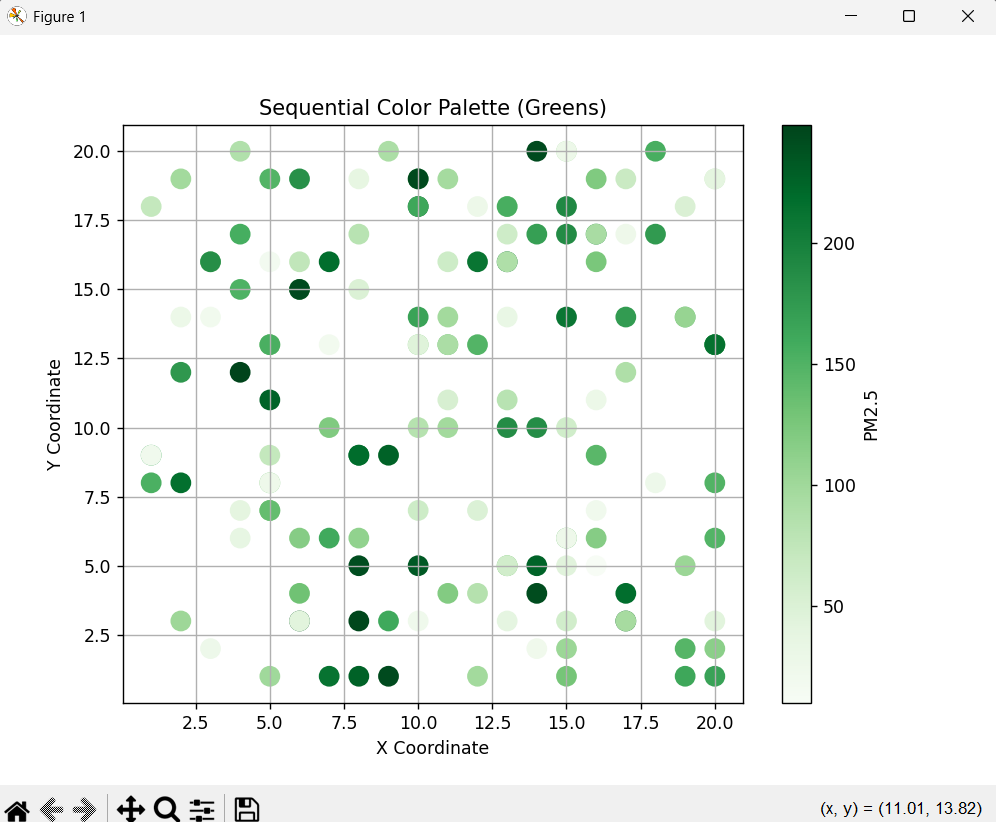 Figure 1
Sequential Color Palette (Greens)
20.0
17.5
15.0
12.5
10.0
7.5
5.0
2.5
Y Coordinate
2.5 5.0 7.5 10.0 12.5 15.0 17.5 20.0
X Coordinate
200
150
100
50
PM2.5
(x, y) = (11.01, 13.82)